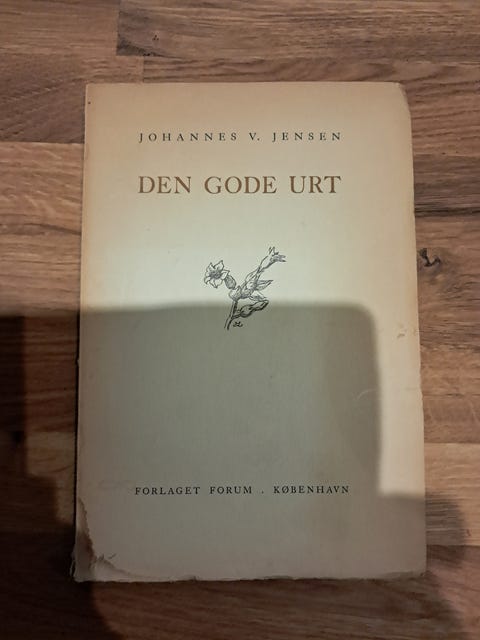 JOHANNES V. JENSEN
DEN GODE URT
FORLAGET FORUM . KØBENHAVN